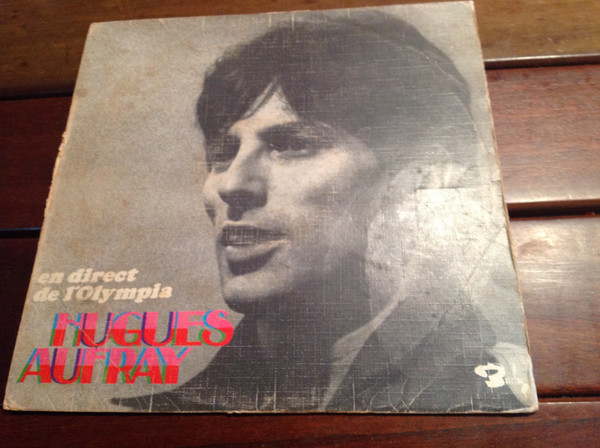 en direct
de l'Olympia
HUGUES
AUFRAY